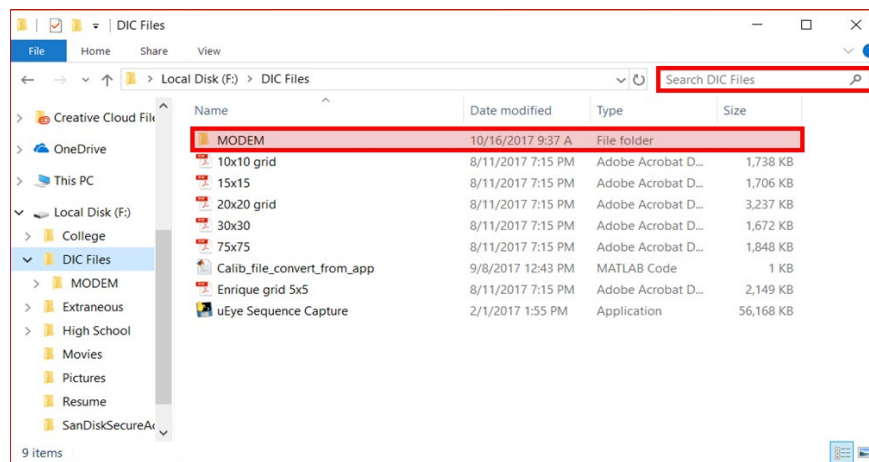 DIC Files
File Home Share View
Local Disk (F:) > DIC Files Search DIC Files
Name Date modified Type Size
Creative Cloud File
OneDrive
This PC
Local Disk (F:)
College
DIC Files
MODEM
Extraneous
High School
Movies
Pictures
Resume
SanDiskSecureAc
MODEM 10/16/2017 9:37 A File folder
10x10 grid 8/11/2017 7:15 PM Adobe Acrobat D... 1,738 KB
15x15 8/11/2017 7:15 PM Adobe Acrobat D... 1,706 KB
20x20 grid 8/11/2017 7:15 PM Adobe Acrobat D... 3,237 KB
30x30 8/11/2017 7:15 PM Adobe Acrobat D... 1,672 KB
75x75 8/11/2017 7:15 PM Adobe Acrobat D... 1,848 KB
Calib_file_convert_from_app 9/8/2017 12:43 PM MATLAB Code 1 KB
Enrique grid 5x5 8/11/2017 7:15 PM Adobe Acrobat D... 2,149 KB
uEye Sequence Capture 2/1/2017 1:55 PM Application 56,168 KB
9 items